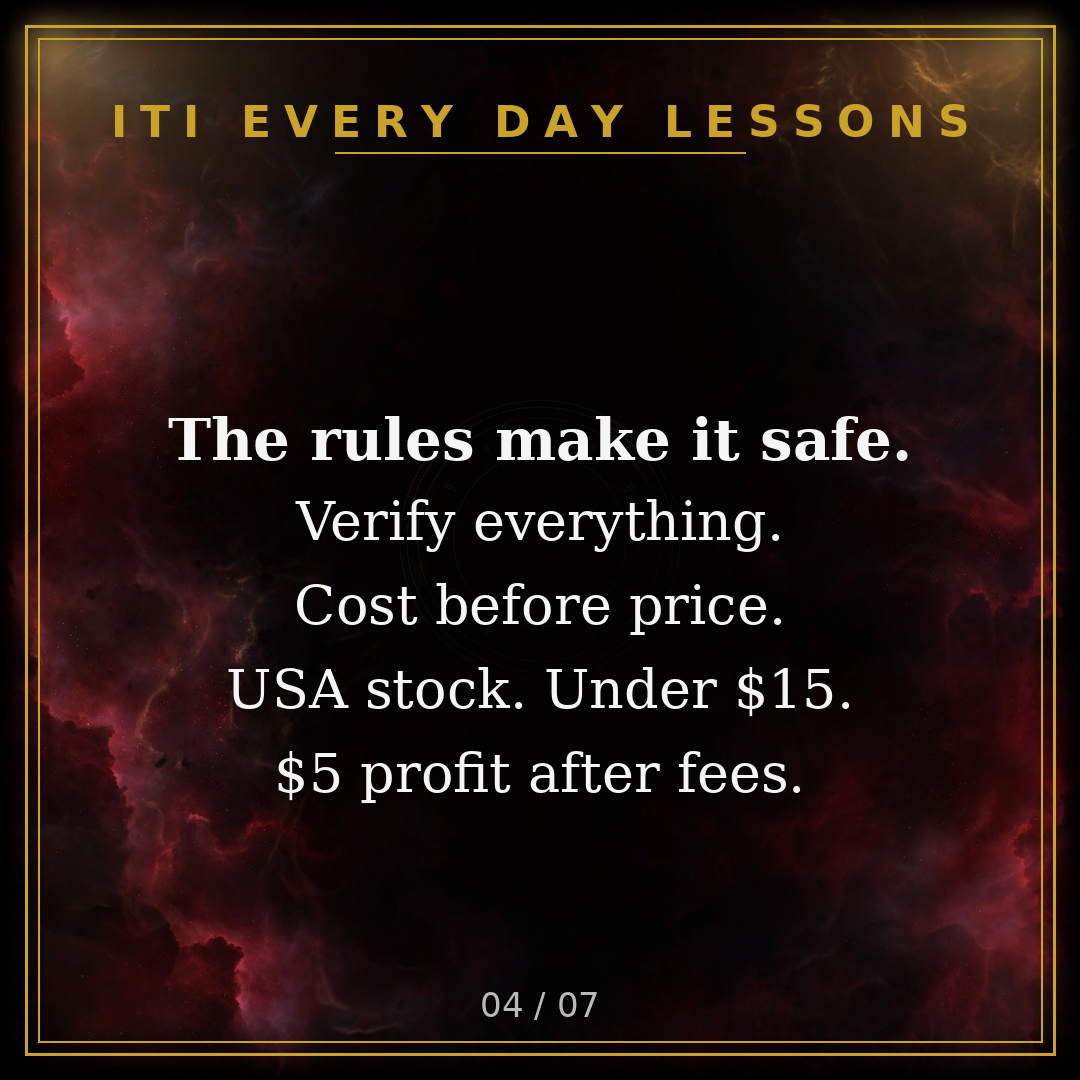 ITI EVERY DAY LESSONS
The rules make it safe.
Verify everything.
Cost before price.
USA stock. Under $15.
$5 profit after fees.
04 / 07